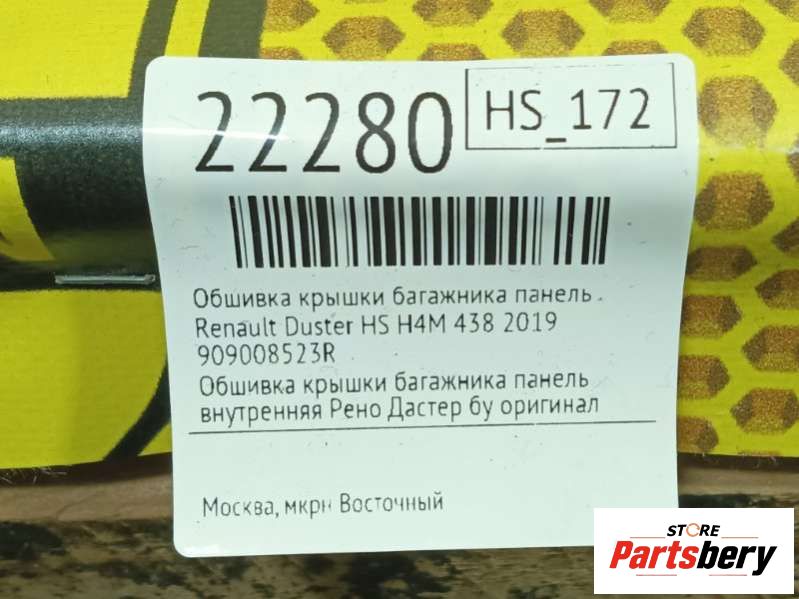 22280
HS_172
Обшивка крышки багажника панель
Renault Duster HS H4M 438 2019
909008523R
Обшивка крышки багажника панель
внутренняя Рено Дастер бу оригинал
Москва, мкрн Восточный
STORE
Partsbery